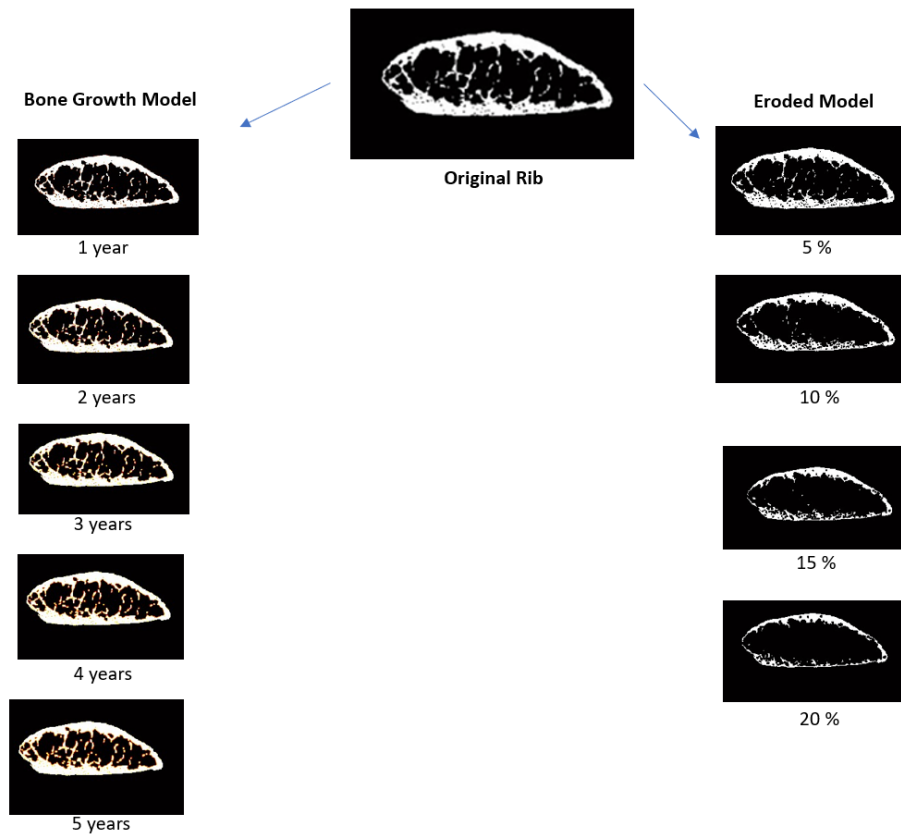 Bone Growth Model
Eroded Model
Original Rib
1 year
5 %
2 years
10 %
3 years
15 %
4 years
20 %
5 years